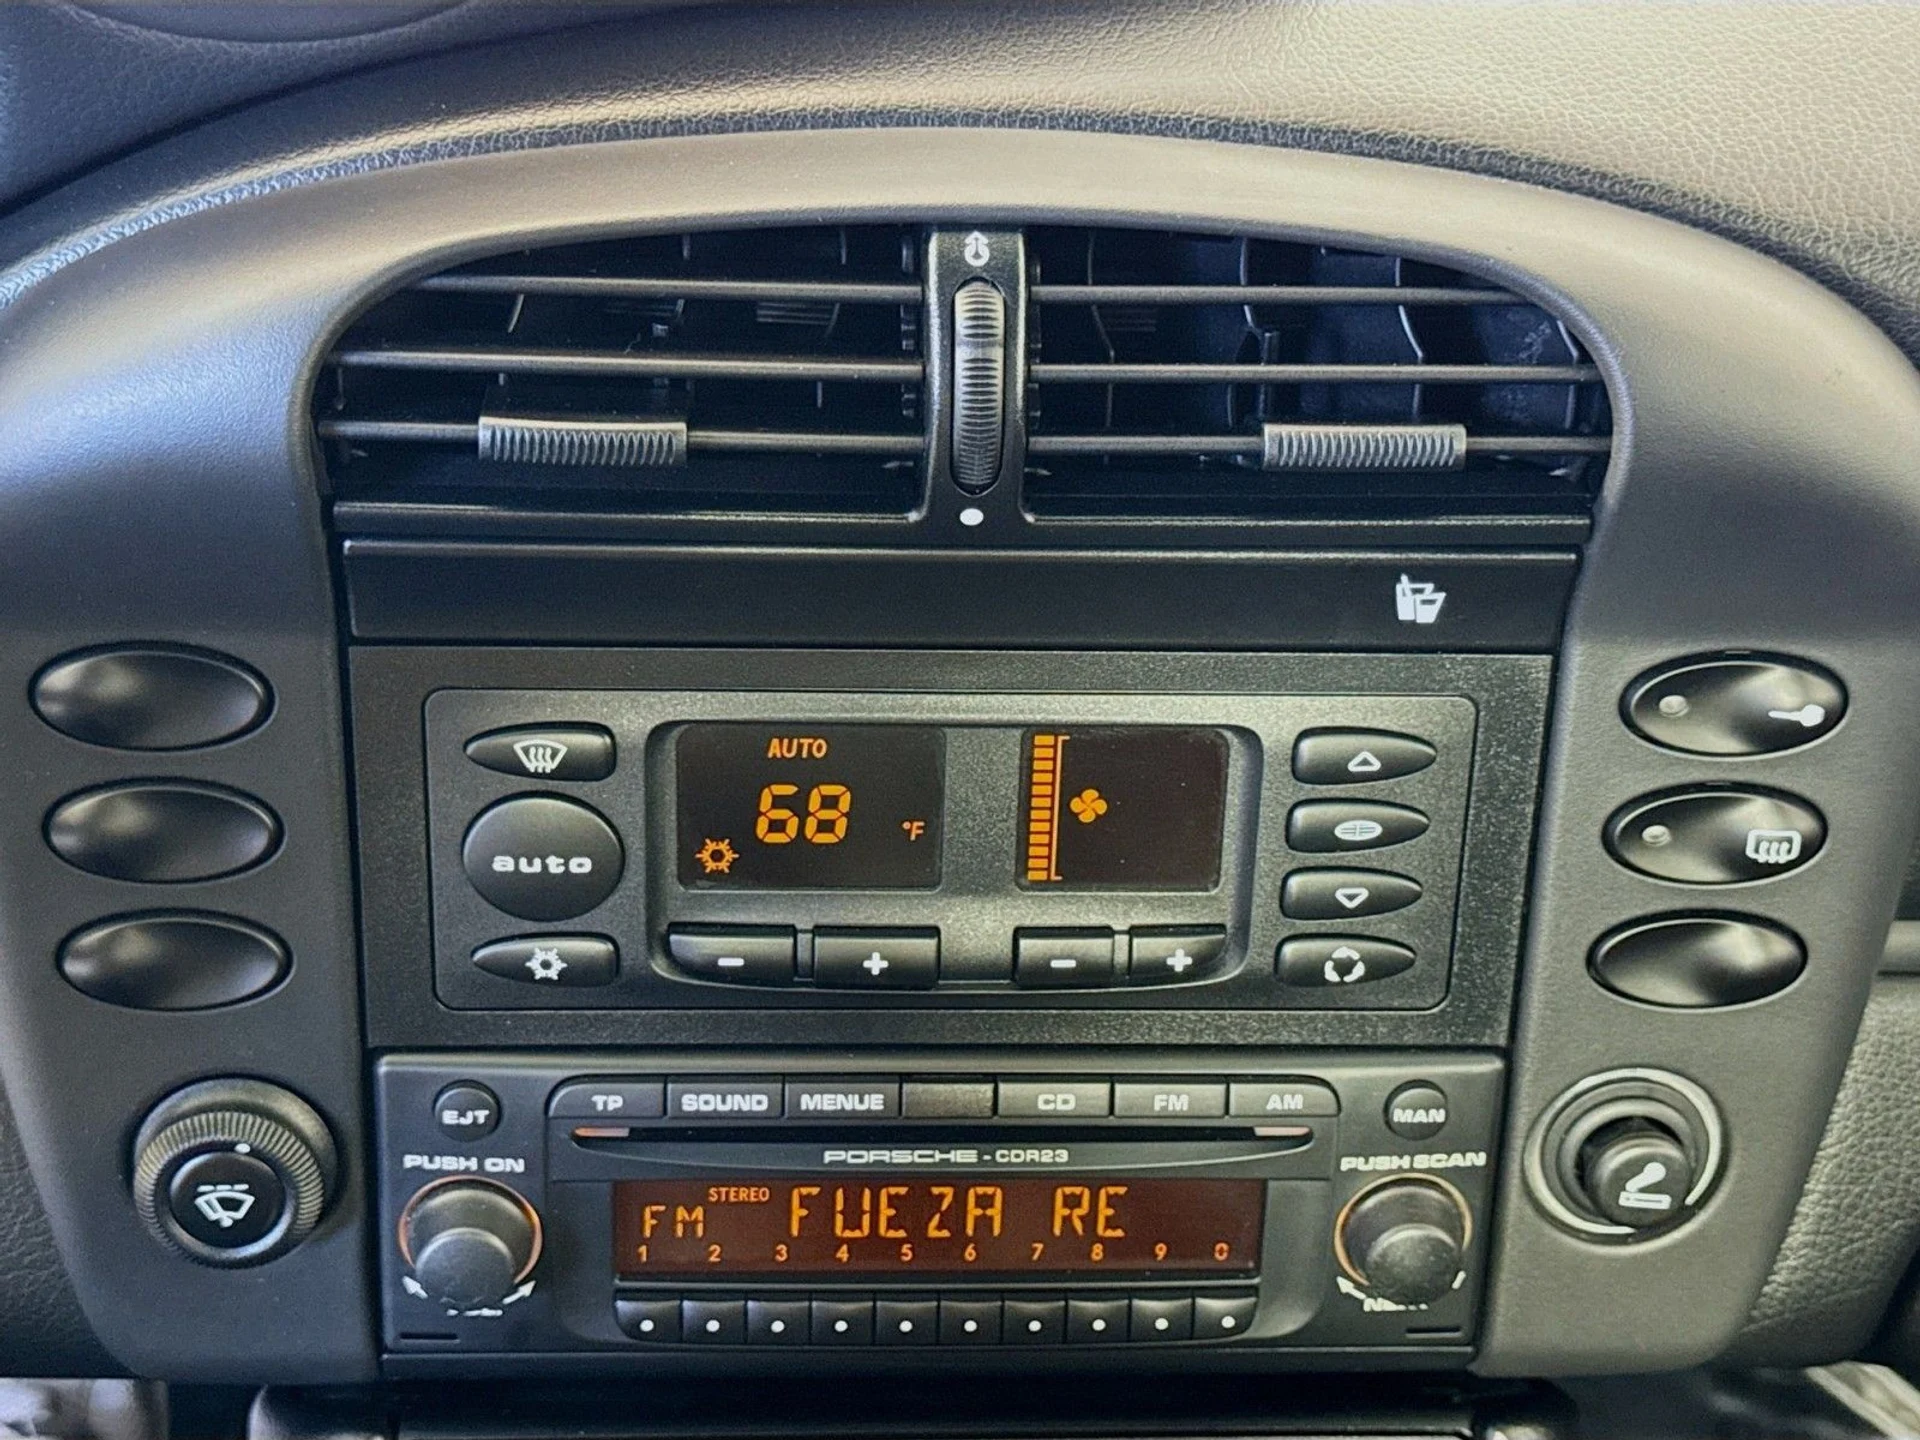 AUTO
68 °F
auto
- + - +
TP SOUND MENUE CD FM AM
EJT MAN
PORSCHE - CDR23
PUSH ON PUSH SCAN
FM STEREO FUEZA RE
1 2 3 4 5 6 7 8 9 0